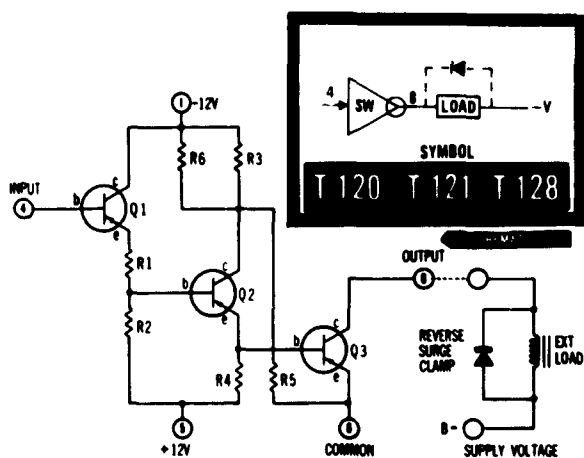 4
SW
8
LOAD
-V
SYMBOL
T 120 T 121 T 128
1
-12V
R6
R3
INPUT
4
b
c
e
Q1
R1
R2
b
c
e
Q2
R4
R5
b
c
e
Q3
OUTPUT
8
REVERSE
SURGE
CLAMP
EXT
LOAD
B-
SUPPLY VOLTAGE
+12V
COMMON